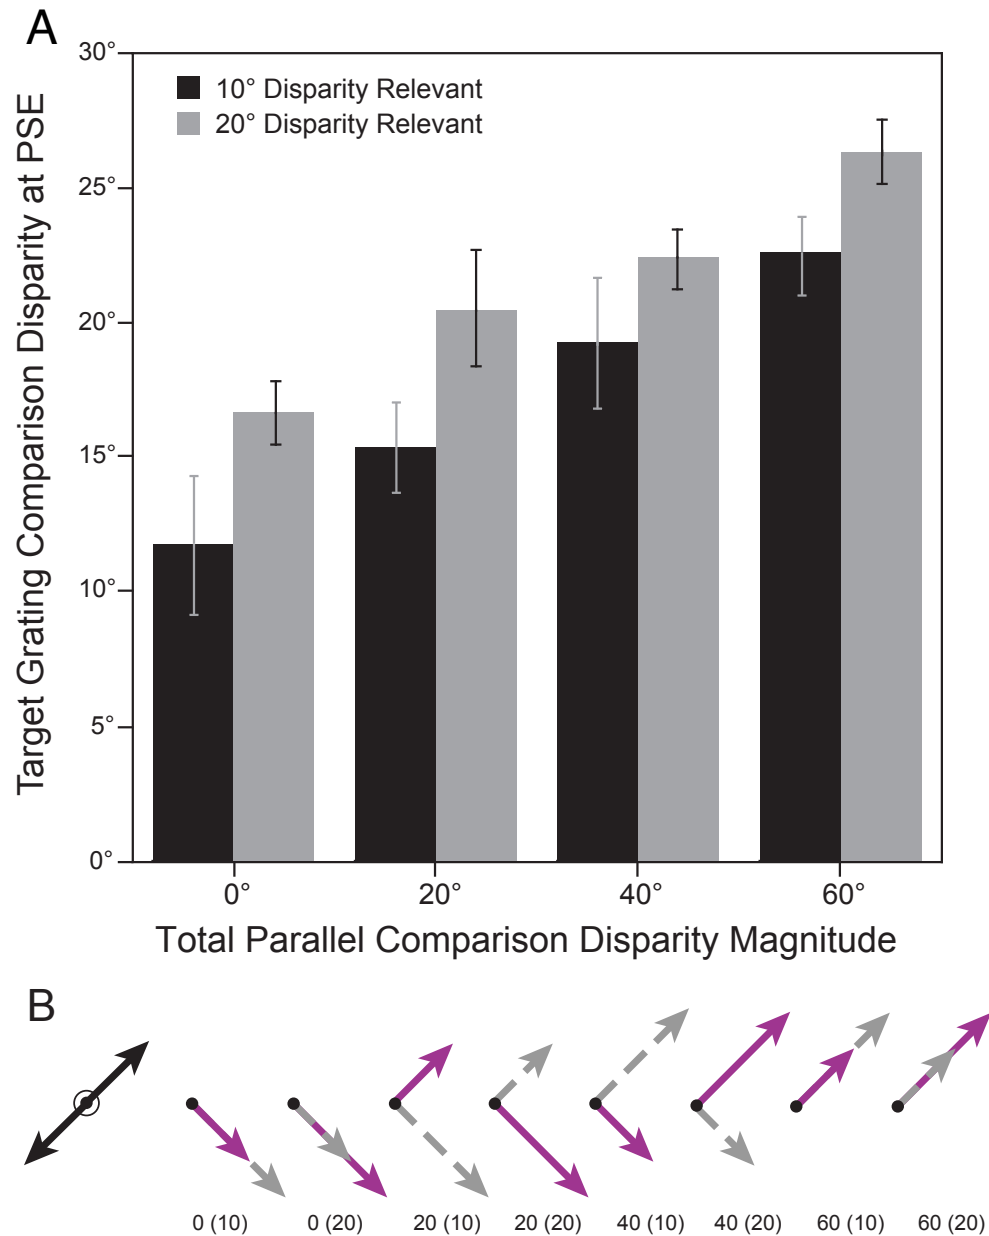 A
30°
10° Disparity Relevant
20° Disparity Relevant
25°
20°
15°
10°
5°
0°
Target Grating Comparison Disparity at PSE
0° 20° 40° 60°
Total Parallel Comparison Disparity Magnitude
B
0 (10) 0 (20) 20 (10) 20 (20) 40 (10) 40 (20) 60 (10) 60 (20)